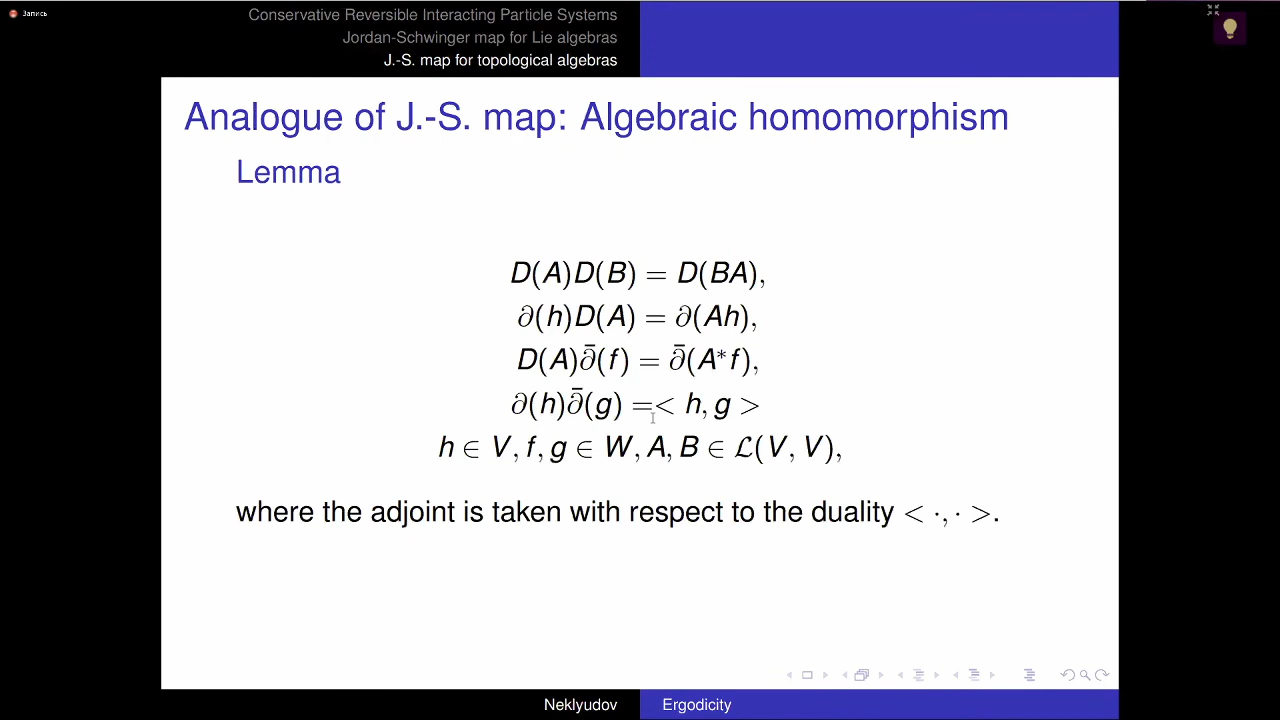 Запись
Conservative Reversible Interacting Particle Systems
Jordan-Schwinger map for Lie algebras
J.-S. map for topological algebras
Analogue of J.-S. map: Algebraic homomorphism
Lemma
D(A)D(B) = D(BA),
∂(h)D(A) = ∂(Ah),
D(A)∂̄(f) = ∂̄(A*f),
∂(h)∂̄(g) =< h, g >
h ∈ V, f, g ∈ W, A, B ∈ ℒ(V, V),
where the adjoint is taken with respect to the duality < ·, · >.
Neklyudov
Ergodicity